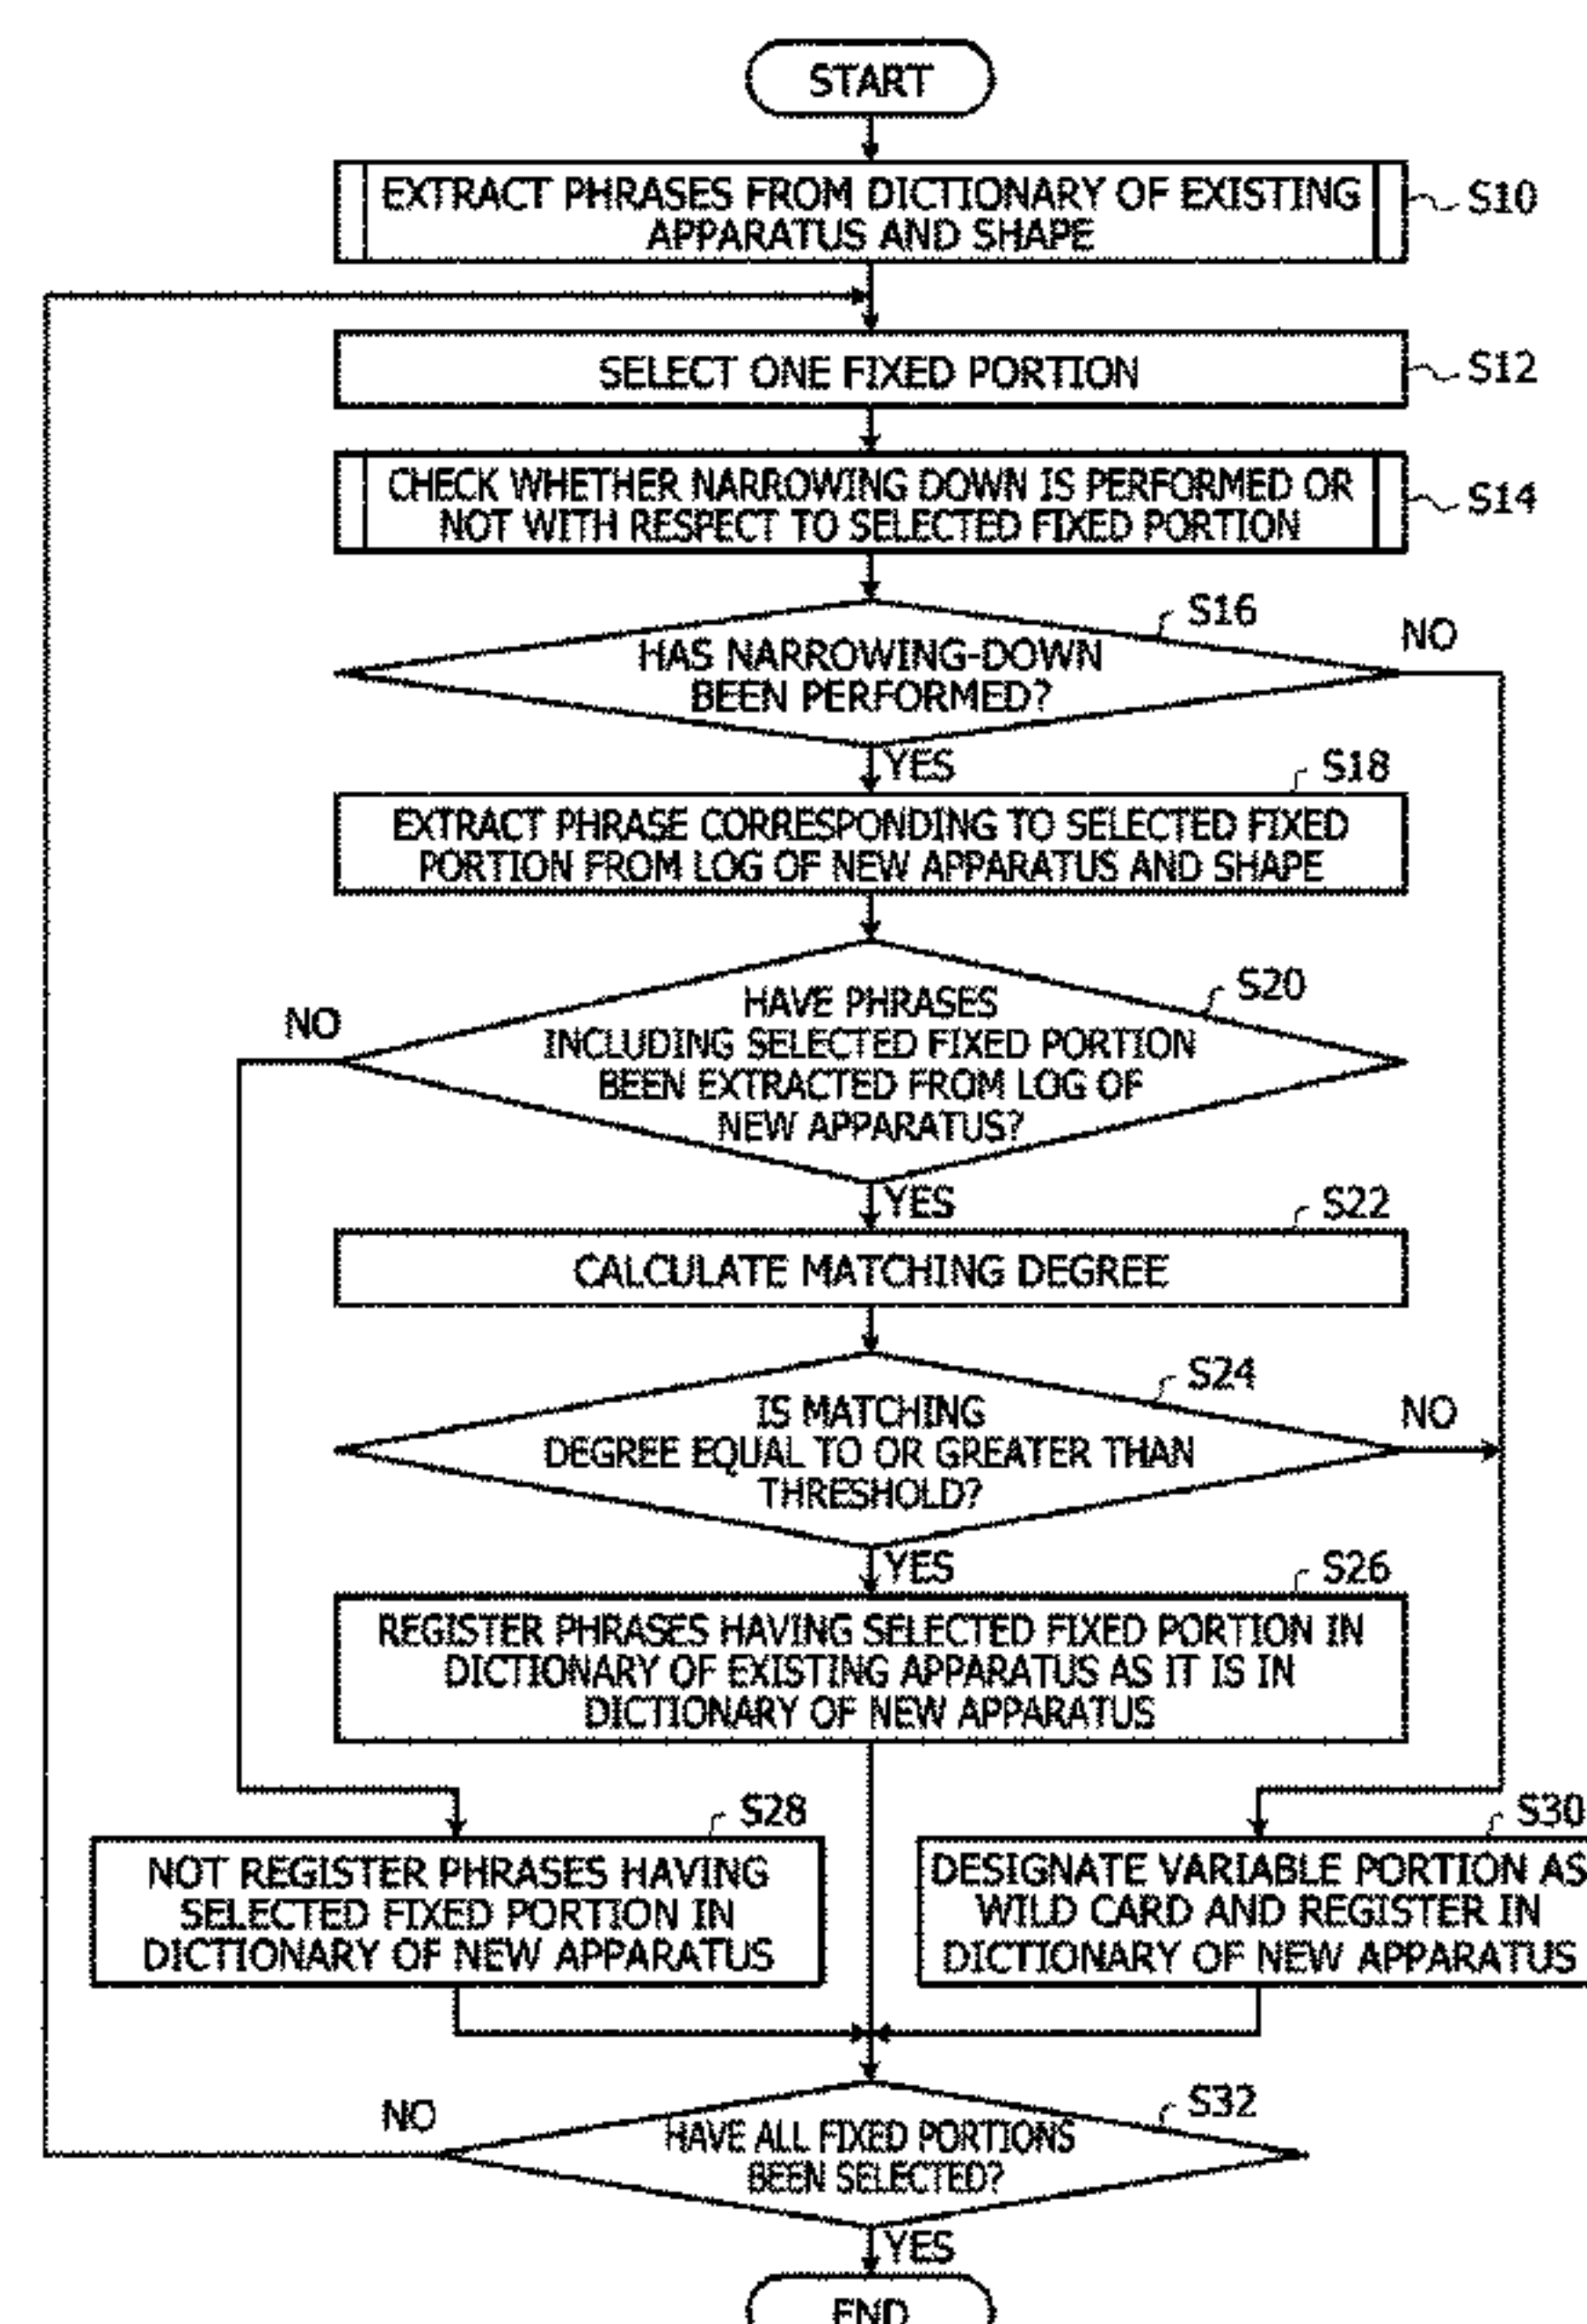 START
EXTRACT PHRASES FROM DICTIONARY OF EXISTING
APPARATUS AND SHAPE
S10
SELECT ONE FIXED PORTION
S12
CHECK WHETHER NARROWING DOWN IS PERFORMED OR
NOT WITH RESPECT TO SELECTED FIXED PORTION
S14
S16
NO
HAS NARROWING-DOWN
BEEN PERFORMED?
YES
S18
EXTRACT PHRASE CORRESPONDING TO SELECTED FIXED
PORTION FROM LOG OF NEW APPARATUS AND SHAPE
S20
NO
HAVE PHRASES
INCLUDING SELECTED FIXED PORTION
BEEN EXTRACTED FROM LOG OF
NEW APPARATUS?
YES
S22
CALCULATE MATCHING DEGREE
S24
NO
IS MATCHING
DEGREE EQUAL TO OR GREATER THAN
THRESHOLD?
YES
S26
REGISTER PHRASES HAVING SELECTED FIXED PORTION IN
DICTIONARY OF EXISTING APPARATUS AS IT IS IN
DICTIONARY OF NEW APPARATUS
S28
NOT REGISTER PHRASES HAVING
SELECTED FIXED PORTION IN
DICTIONARY OF NEW APPARATUS
S30
DESIGNATE VARIABLE PORTION AS
WILD CARD AND REGISTER IN
DICTIONARY OF NEW APPARATUS
S32
NO
HAVE ALL FIXED PORTIONS
BEEN SELECTED?
YES
END